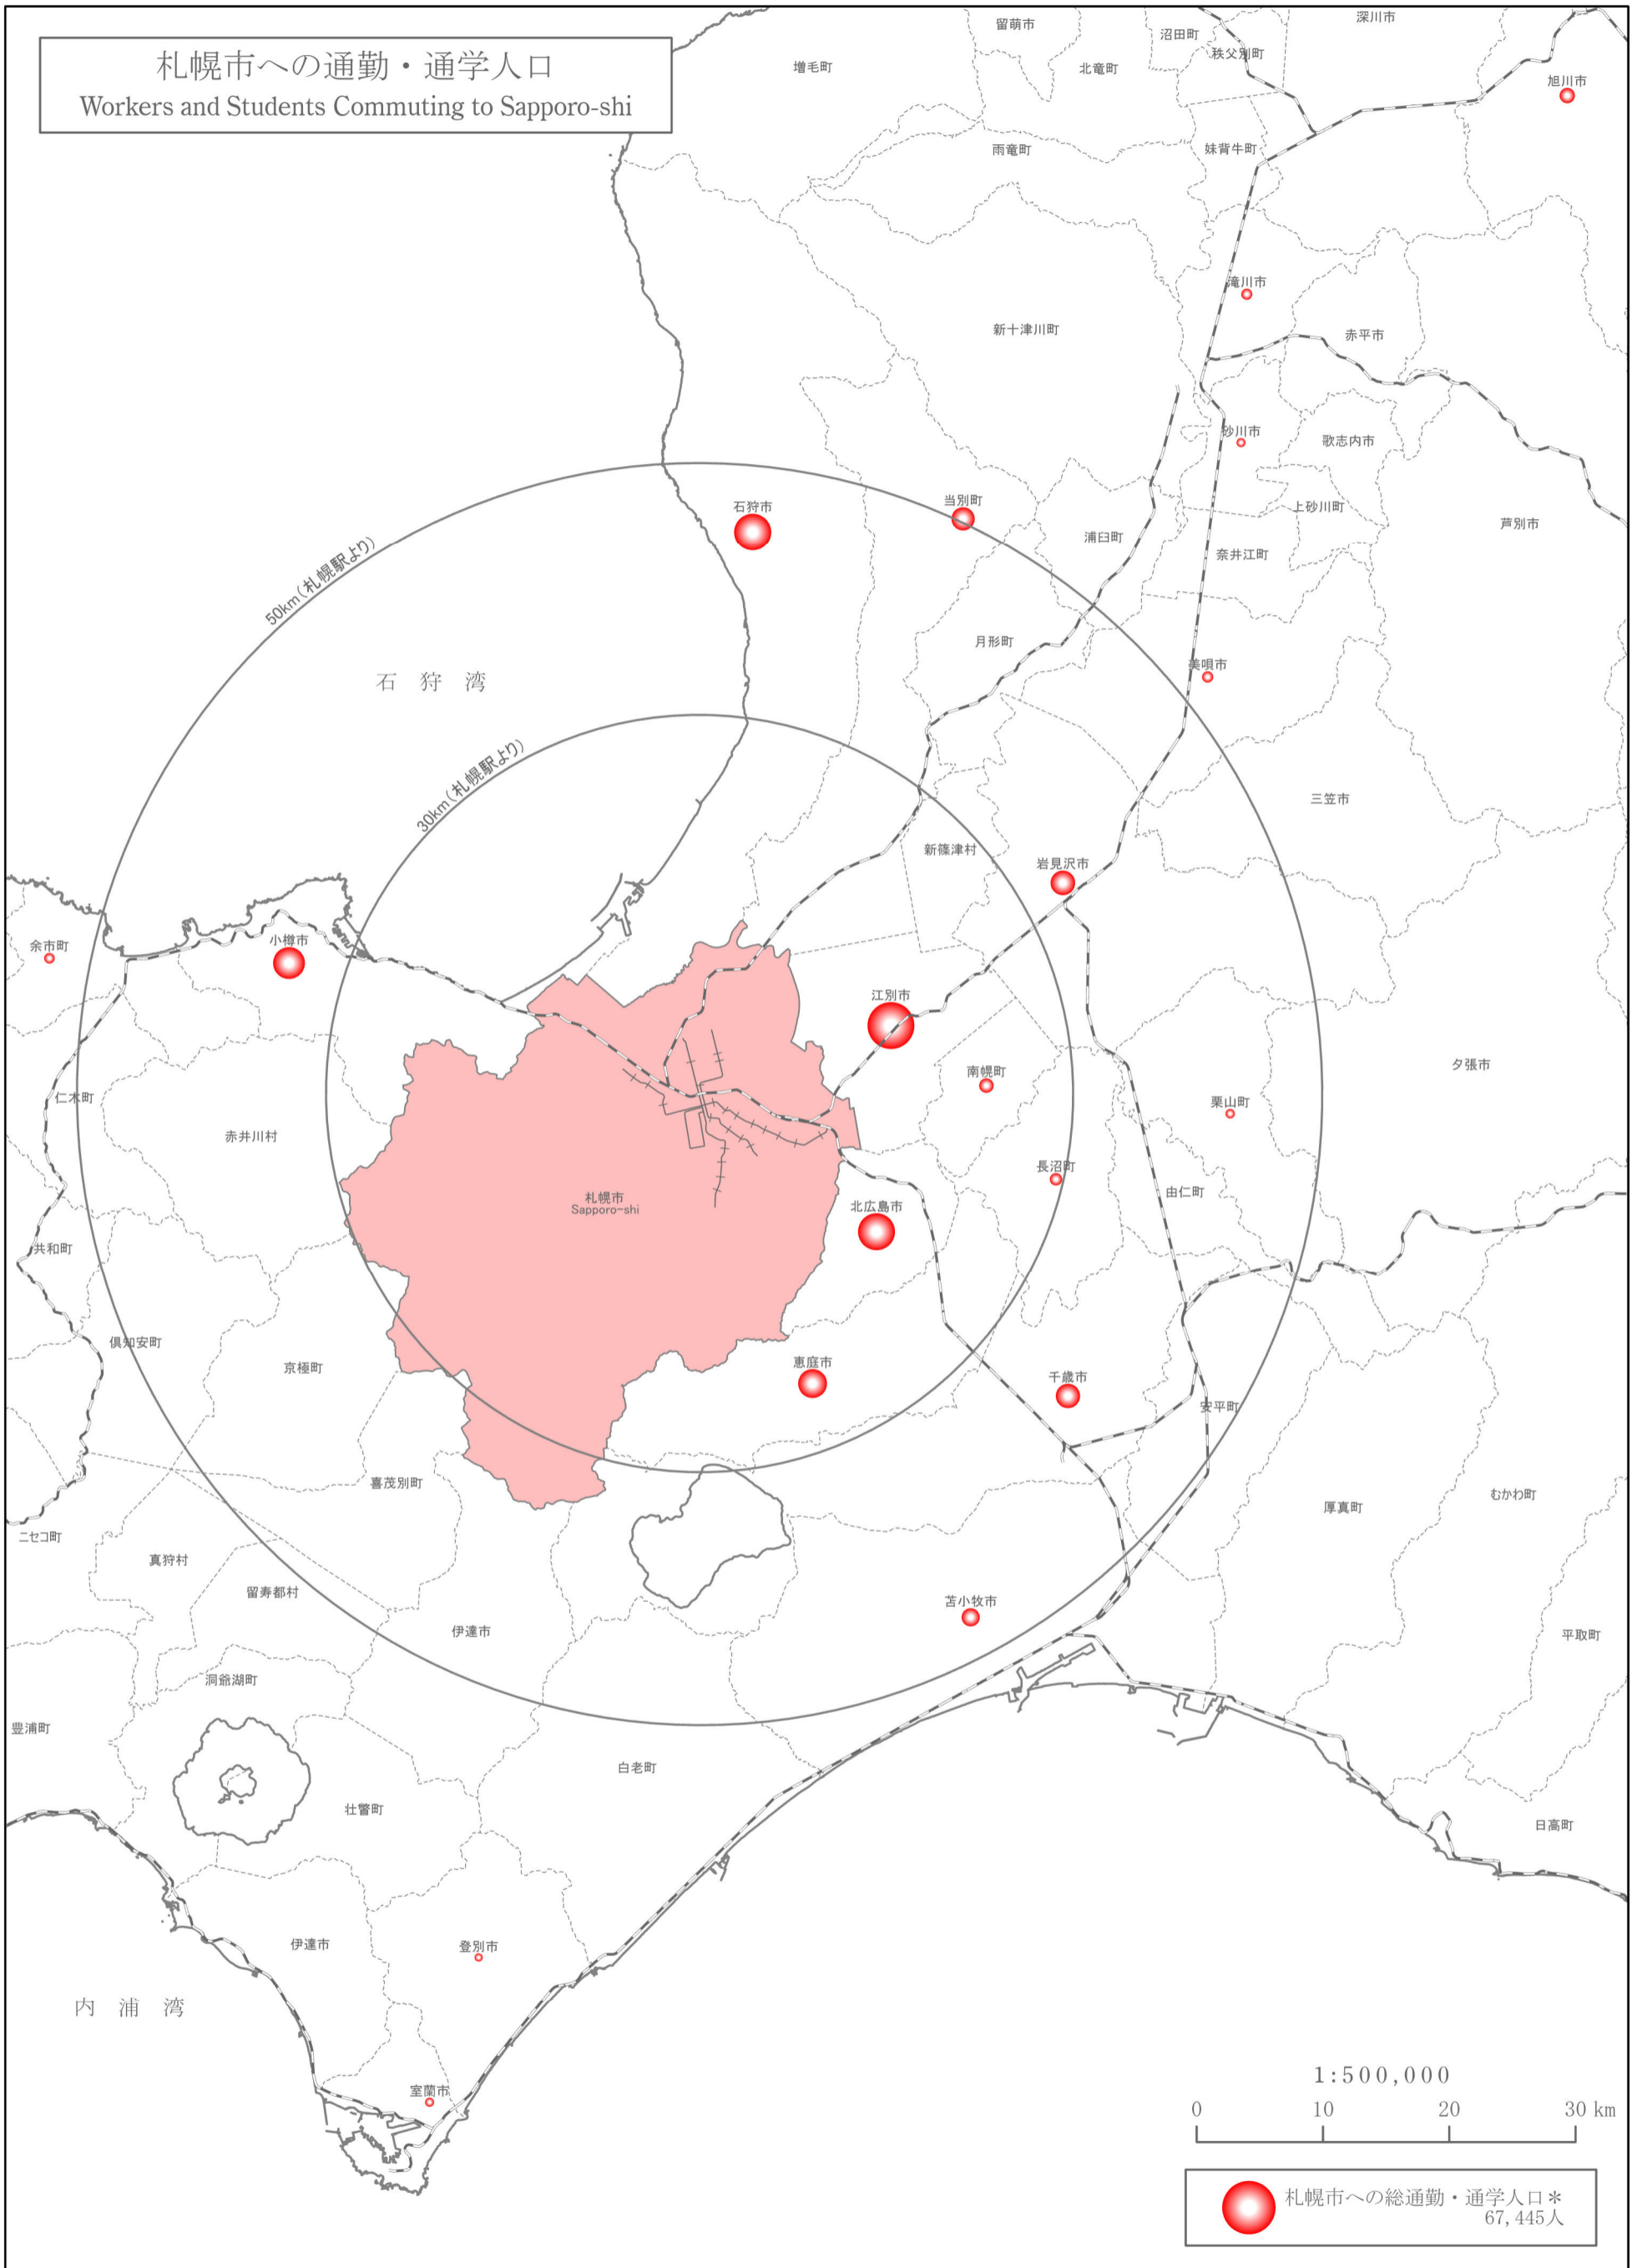 札幌市への通勤・通学人口
Workers and Students Commuting to Sapporo-shi
留萌市
沼田町
深川市
秩父別町
増毛町
北竜町
旭川市
雨竜町
妹背牛町
滝川市
新十津川町
赤平市
砂川市
歌志内市
石狩市
当別町
上砂川町
芦別市
浦臼町
奈井江町
50km(札幌駅より)
月形町
美唄市
石狩湾
30km(札幌駅より)
三笠市
新篠津村
岩見沢市
余市町
小樽市
江別市
夕張市
南幌町
仁木町
栗山町
赤井川村
長沼町
由仁町
札幌市
Sapporo-shi
北広島市
共和町
倶知安町
京極町
恵庭市
千歳市
安平町
喜茂別町
むかわ町
厚真町
ニセコ町
真狩村
留寿都村
苫小牧市
伊達市
平取町
洞爺湖町
豊浦町
白老町
壮瞥町
日高町
伊達市
登別市
内浦湾
室蘭市
1:500,000
0 10 20 30 km
札幌市への総通勤・通学人口＊
67,445人